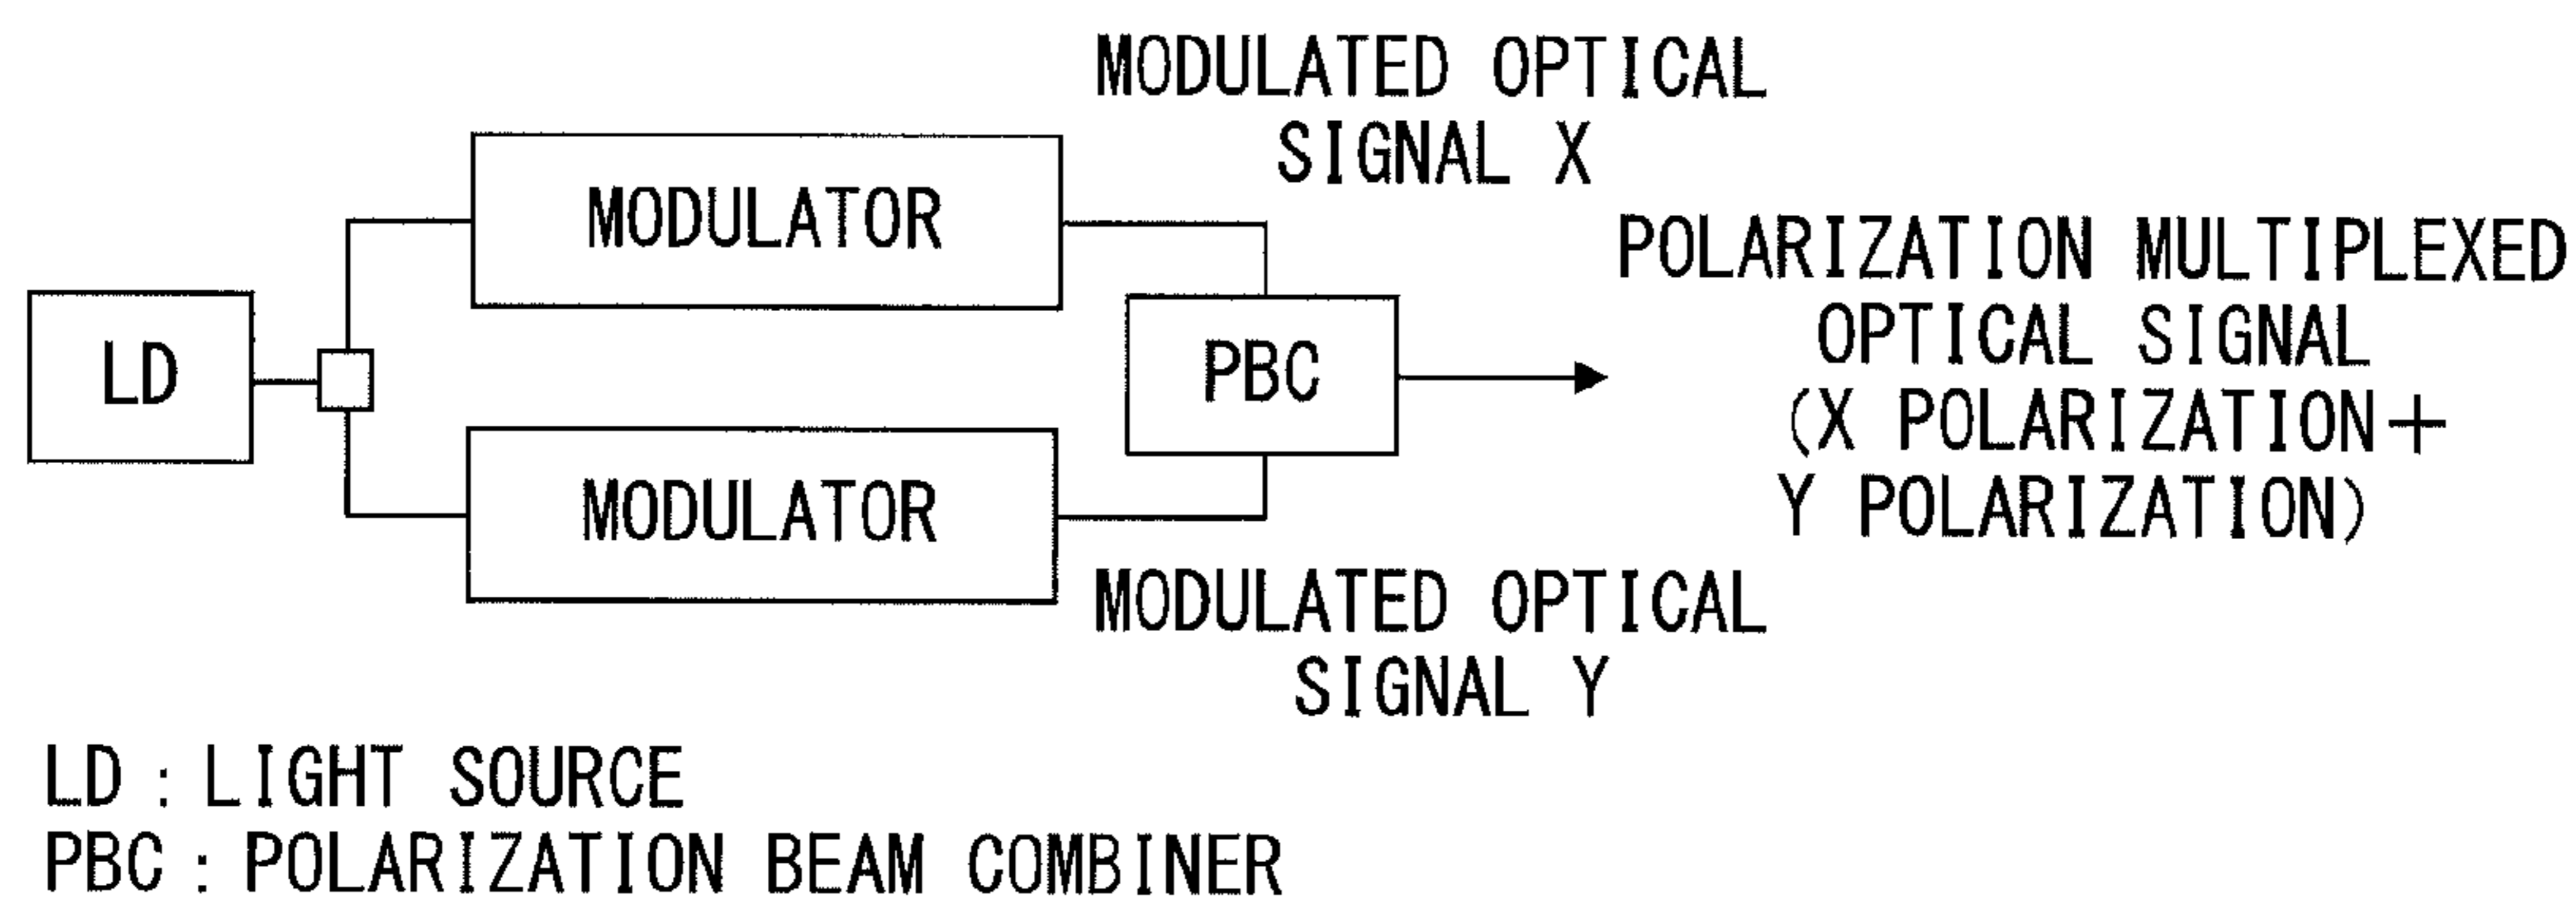 MODULATED OPTICAL
SIGNAL X
MODULATOR
POLARIZATION MULTIPLEXED
OPTICAL SIGNAL
(X POLARIZATION+
Y POLARIZATION)
LD
PBC
MODULATOR
MODULATED OPTICAL
SIGNAL Y
LD : LIGHT SOURCE
PBC : POLARIZATION BEAM COMBINER